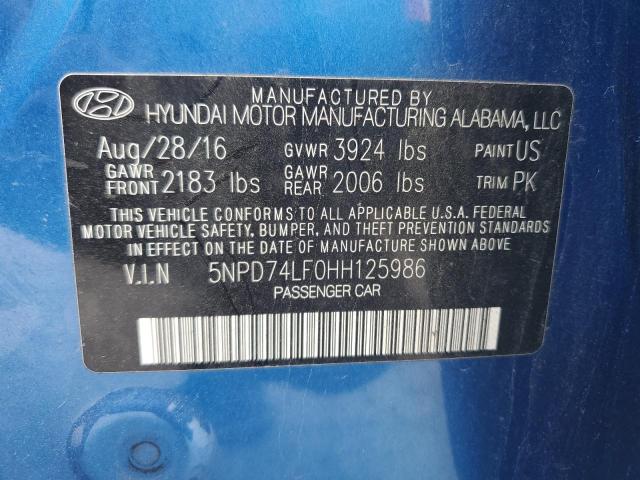 MANUFACTURED BY
HYUNDAI MOTOR MANUFACTURING ALABAMA, LLC
Aug/28/16 GVWR 3924 lbs PAINT US
GAWR FRONT 2183 lbs GAWR REAR 2006 lbs TRIM PK
THIS VEHICLE CONFORMS TO ALL APPLICABLE U.S.A. FEDERAL
MOTOR VEHICLE SAFETY, BUMPER, AND THEFT PREVENTION STANDARDS
IN EFFECT ON THE DATE OF MANUFACTURE SHOWN ABOVE.
V.I.N 5NPD74LF0HH125986
PASSENGER CAR